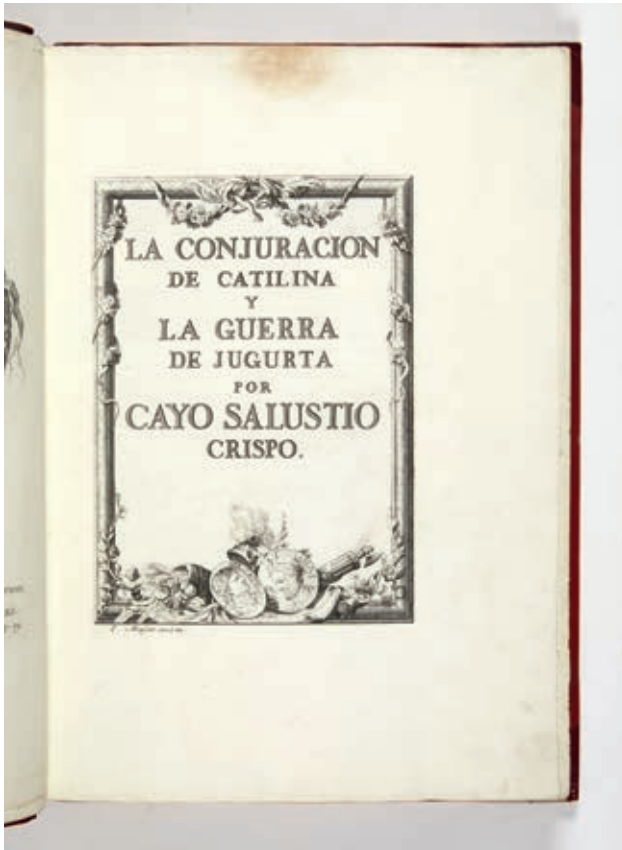 LA CONJURACION
DE CATILINA
Y
LA GUERRA
DE JUGURTA
POR
CAYO SALUSTIO
CRISPO.